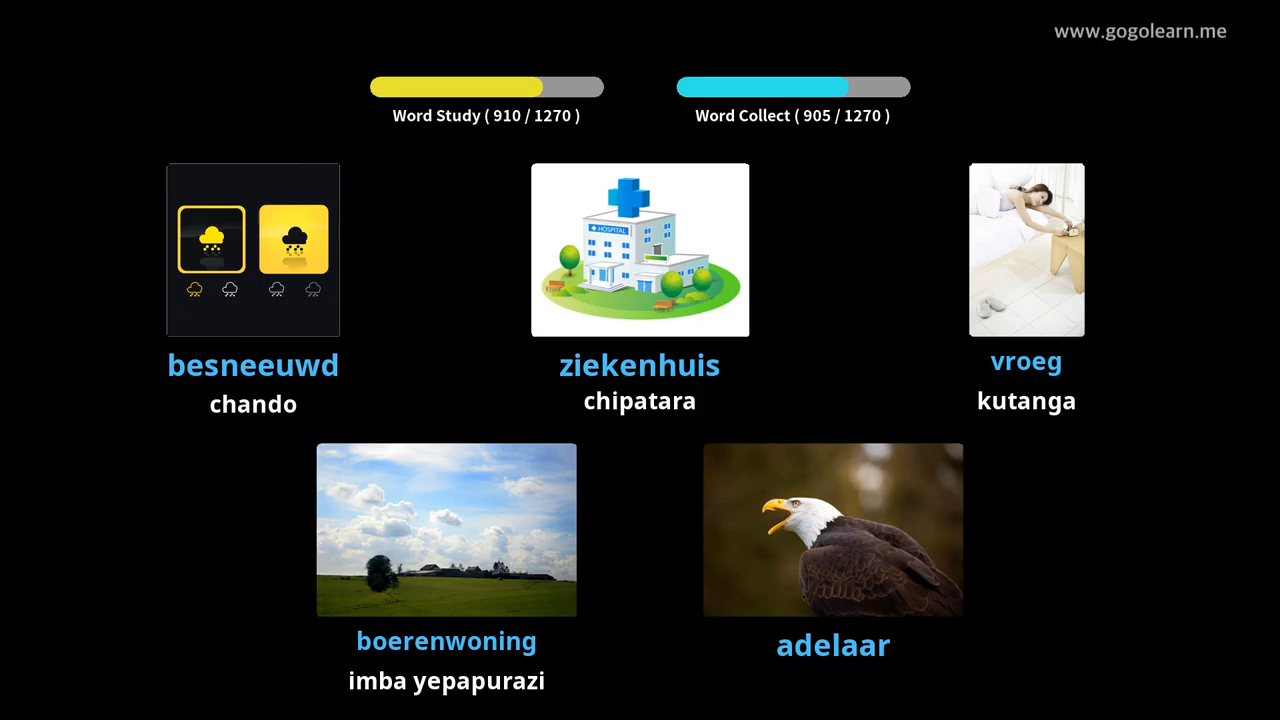 www.gogolearn.me
Word Study ( 910 / 1270 )
Word Collect ( 905 / 1270 )
HOSPITAL
besneeuwd
ziekenhuis
vroeg
chando
chipatara
kutanga
boerenwoning
adelaar
imba yepapurazi